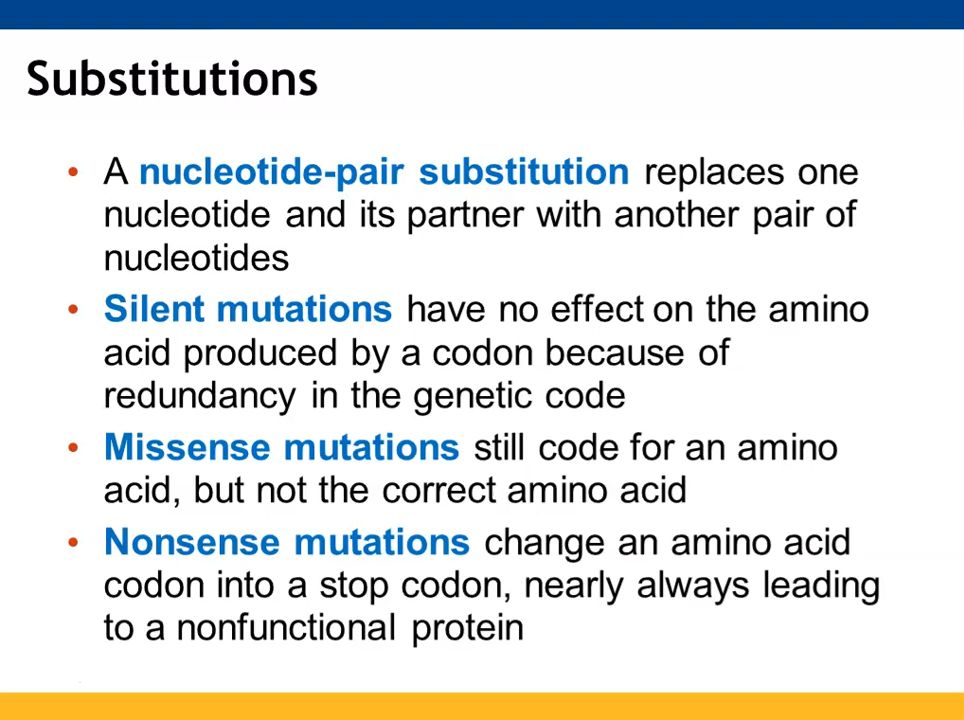 Substitutions
• A nucleotide-pair substitution replaces one
nucleotide and its partner with another pair of
nucleotides
• Silent mutations have no effect on the amino
acid produced by a codon because of
redundancy in the genetic code
• Missense mutations still code for an amino
acid, but not the correct amino acid
• Nonsense mutations change an amino acid
codon into a stop codon, nearly always leading
to a nonfunctional protein